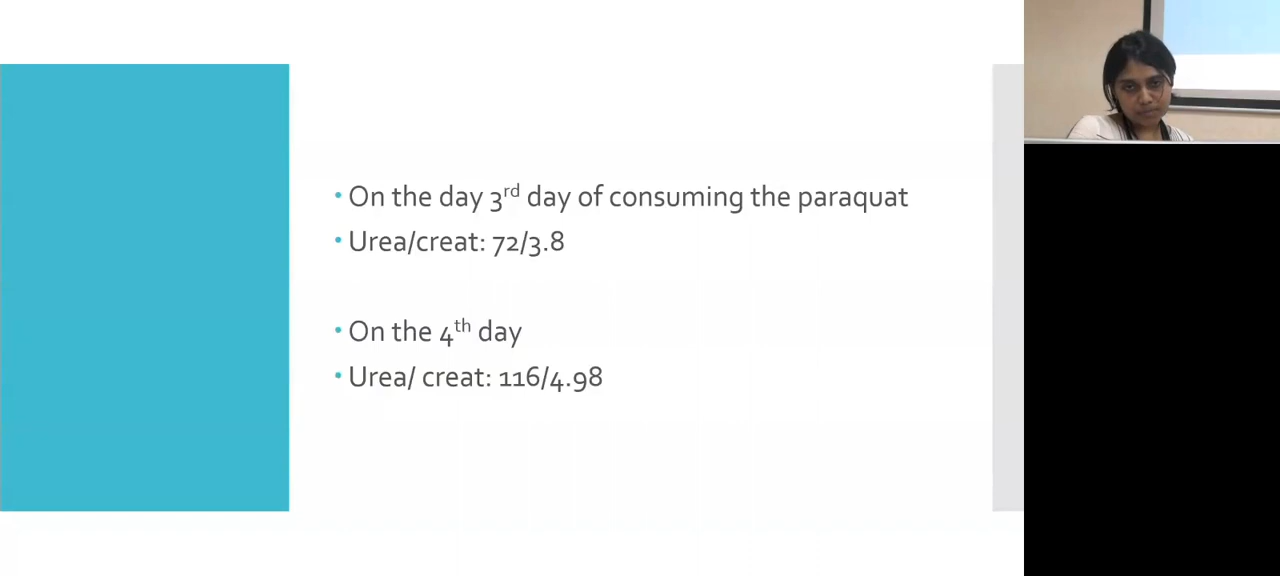 On the day 3rd day of consuming the paraquat
Urea/creat: 72/3.8
On the 4th day
Urea/ creat: 116/4.98